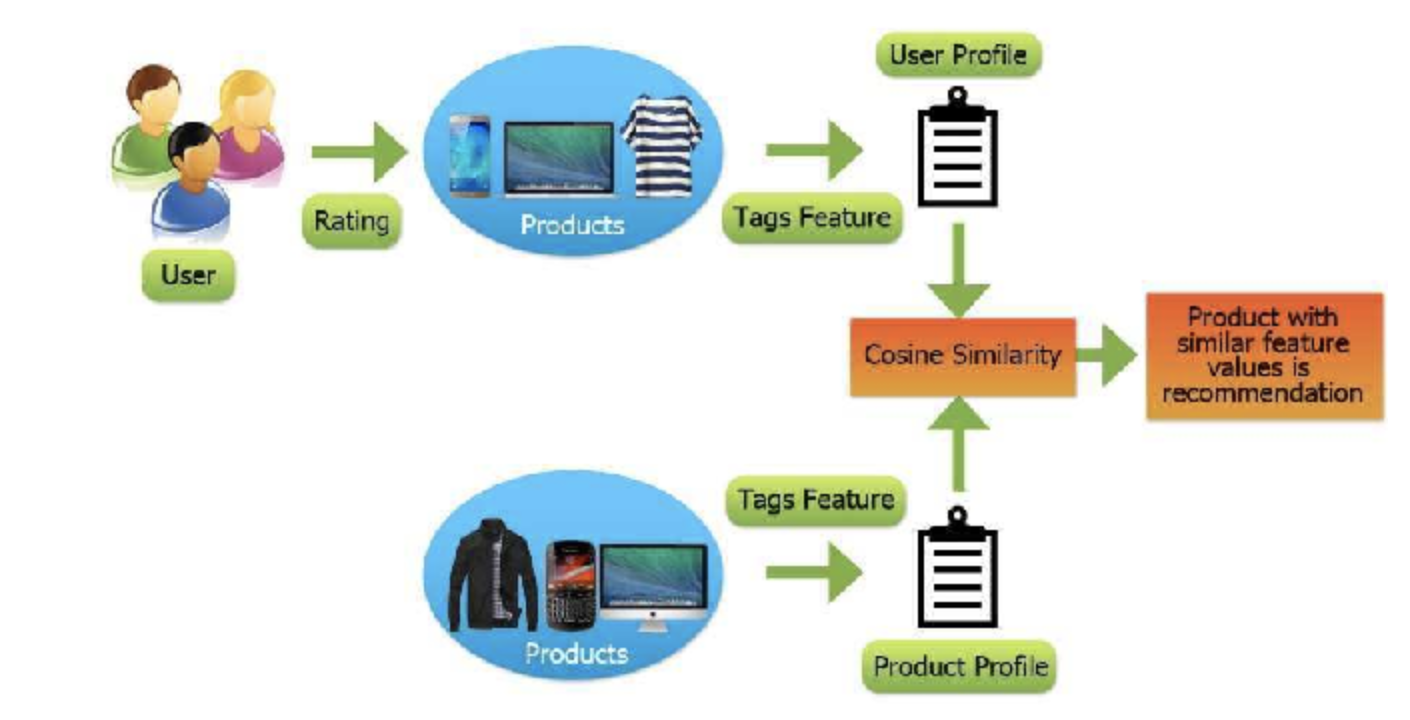 User Profile
Products
Rating
Tags Feature
User
Cosine Similarity
Product with
similar feature
values is
recommendation
Tags Feature
Products
Product Profile